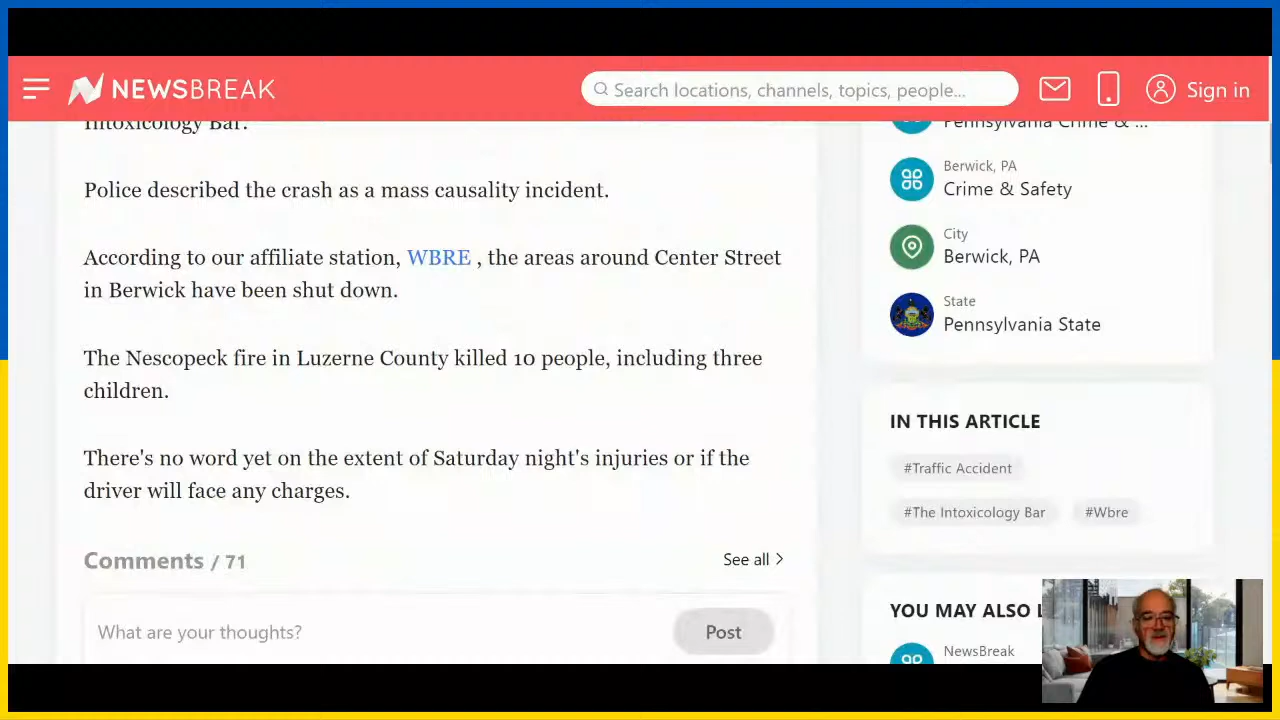 NEWSBREAK
Search locations, channels, topics, people...
Sign in
Intoxicology Bar.
Police described the crash as a mass causality incident.
According to our affiliate station, WBRE , the areas around Center Street
in Berwick have been shut down.
The Nescopeck fire in Luzerne County killed 10 people, including three
children.
There's no word yet on the extent of Saturday night's injuries or if the
driver will face any charges.
Comments / 71
See all >
What are your thoughts?
Post
Pennsylvania Crime & ...
Berwick, PA
Crime & Safety
City
Berwick, PA
State
Pennsylvania State
IN THIS ARTICLE
#Traffic Accident
#The Intoxicology Bar
#Wbre
YOU MAY ALSO
NewsBreak